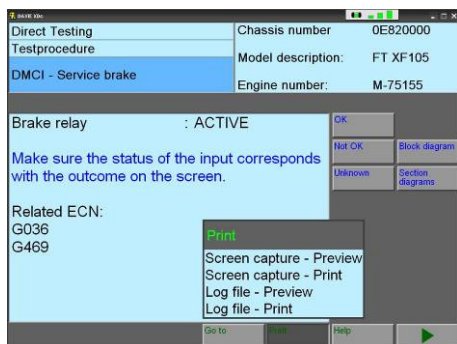 DAVIE XDc
Direct Testing
Chassis number 0E820000
Testprocedure
Model description: FT XF105
DMCI - Service brake
Engine number: M-75155
Brake relay : ACTIVE
Make sure the status of the input corresponds
with the outcome on the screen.
Related ECN:
G036
G469
OK
Not OK
Block diagram
Unknown
Section
diagrams
Print
Screen capture - Preview
Screen capture - Print
Log file - Preview
Log file - Print
Go to
Print
Help